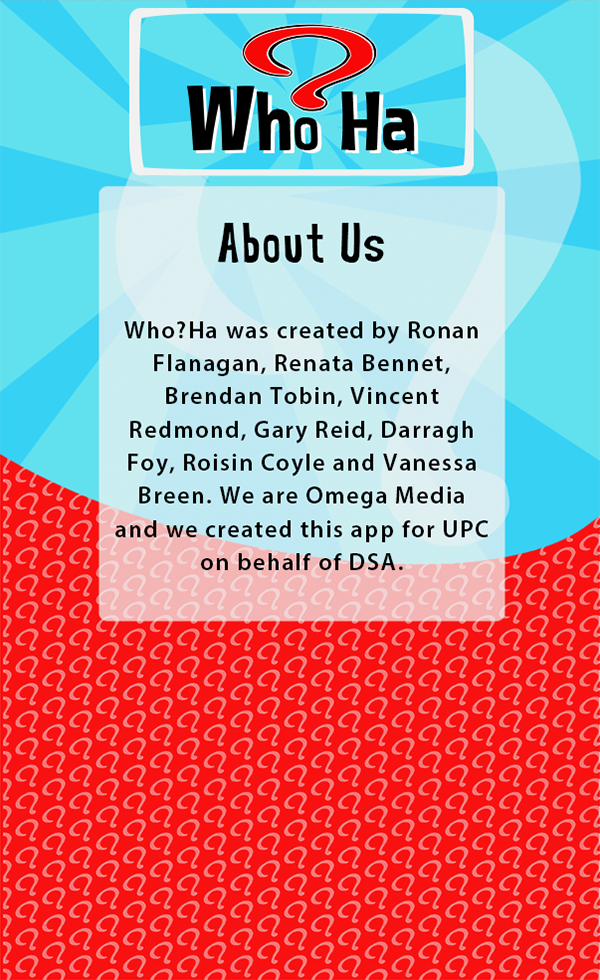 Who?Ha
About Us
Who?Ha was created by Ronan
Flanagan, Renata Bennet,
Brendan Tobin, Vincent
Redmond, Gary Reid, Darragh
Foy, Roisin Coyle and Vanessa
Breen. We are Omega Media
and we created this app for UPC
on behalf of DSA.